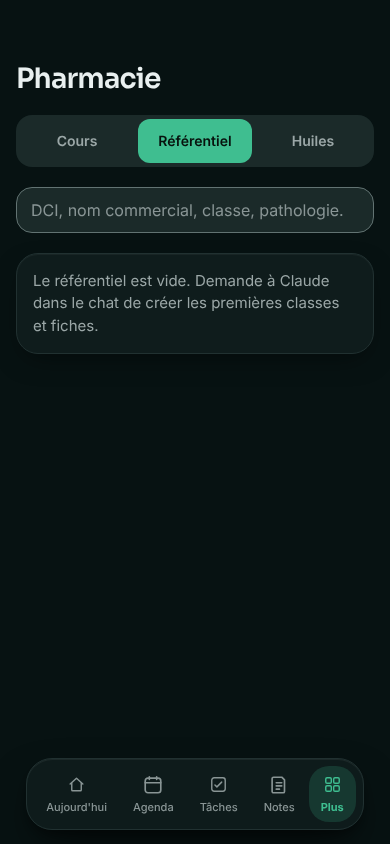 Pharmacie
Cours
Référentiel
Huiles
DCI, nom commercial, classe, pathologie.
Le référentiel est vide. Demande à Claude
dans le chat de créer les premières classes
et fiches.
Aujourd'hui
Agenda
Tâches
Notes
Plus